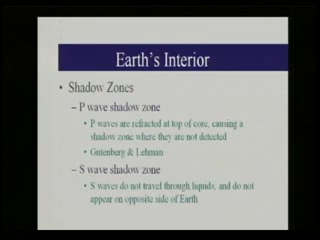 Earth's Interior
• Shadow Zones
– P wave shadow zone
• P waves are refracted at top of core, causing a
shadow zone where they are not detected
• Gutenberg & Lehman
– S wave shadow zone
• S waves do not travel through liquids, and do not
appear on opposite side of Earth